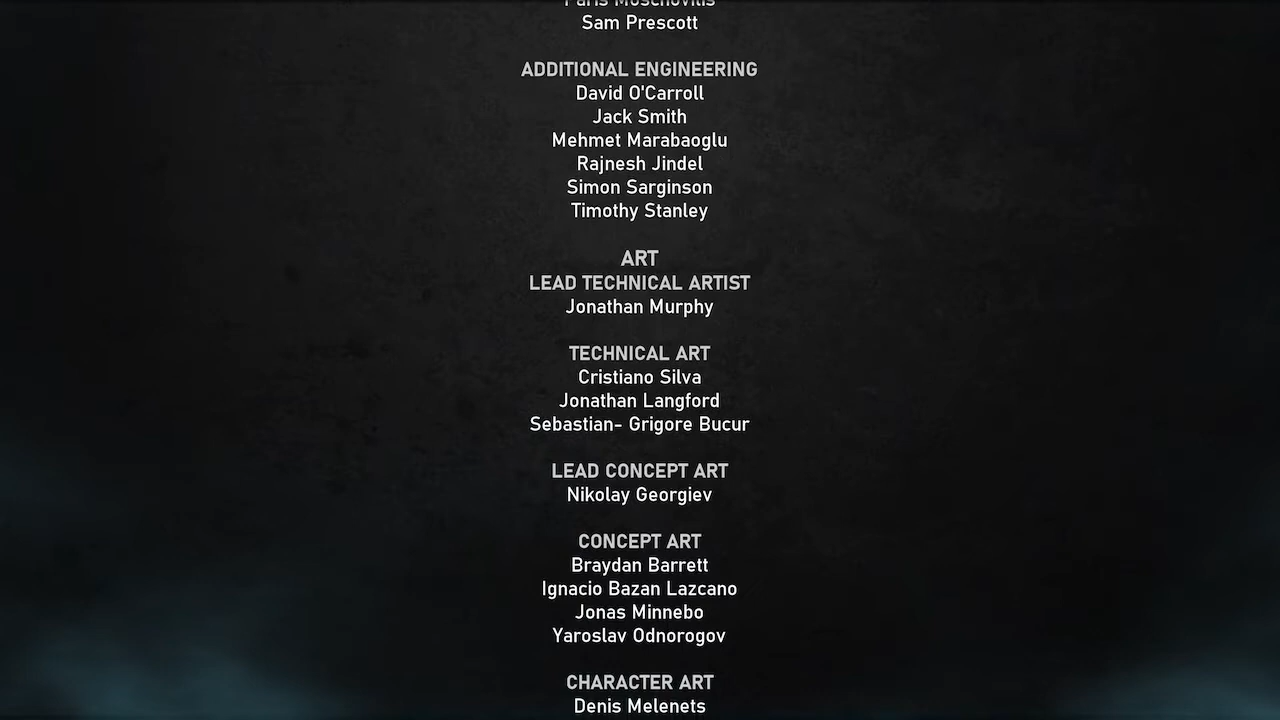 Sam Prescott
ADDITIONAL ENGINEERING
David O'Carroll
Jack Smith
Mehmet Marabaoglu
Rajnesh Jindel
Simon Sarginson
Timothy Stanley
ART
LEAD TECHNICAL ARTIST
Jonathan Murphy
TECHNICAL ART
Cristiano Silva
Jonathan Langford
Sebastian- Grigore Bucur
LEAD CONCEPT ART
Nikolay Georgiev
CONCEPT ART
Braydan Barrett
Ignacio Bazan Lazcano
Jonas Minnebo
Yaroslav Odnorogov
CHARACTER ART
Denis Melenets